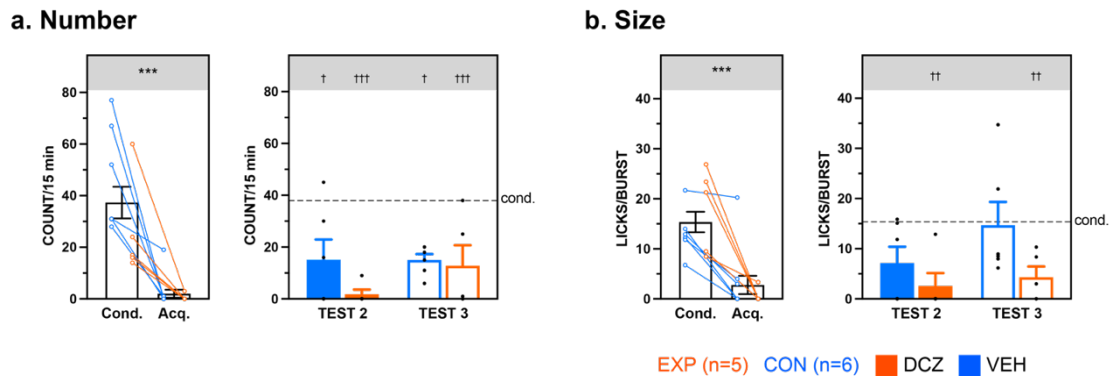 a. Number
b. Size
***
† ††† † †††
***
†† ††
COUNT/15 min
80
60
40
20
0
Cond. Acq.
COUNT/15 min
80
60
40
20
0
cond.
TEST 2 TEST 3
LICKS/BURST
40
30
20
10
0
Cond. Acq.
LICKS/BURST
40
30
20
10
0
cond.
TEST 2 TEST 3
EXP (n=5) CON (n=6) DCZ VEH